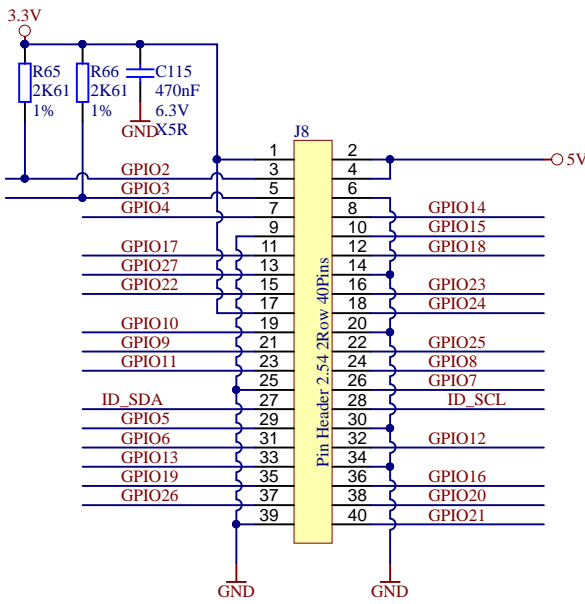 3.3V
R65 R66 C115
2K61 2K61 470nF
1% 1% 6.3V
GND X5R
J8
1 2
5V
GPIO2 3 4
GPIO3 5 6
GPIO4 7 8 GPIO14
9 10 GPIO15
GPIO17 11 12 GPIO18
GPIO27 13 14
GPIO22 15 16 GPIO23
17 18 GPIO24
GPIO10 19 20
GPIO9 21 22 GPIO25
GPIO11 23 24 GPIO8
25 26 GPIO7
ID_SDA 27 28 ID_SCL
GPIO5 29 30
GPIO6 31 32 GPIO12
GPIO13 33 34
GPIO19 35 36 GPIO16
GPIO26 37 38 GPIO20
39 40 GPIO21
Pin Header 2.54 2Row 40Pins
GND GND